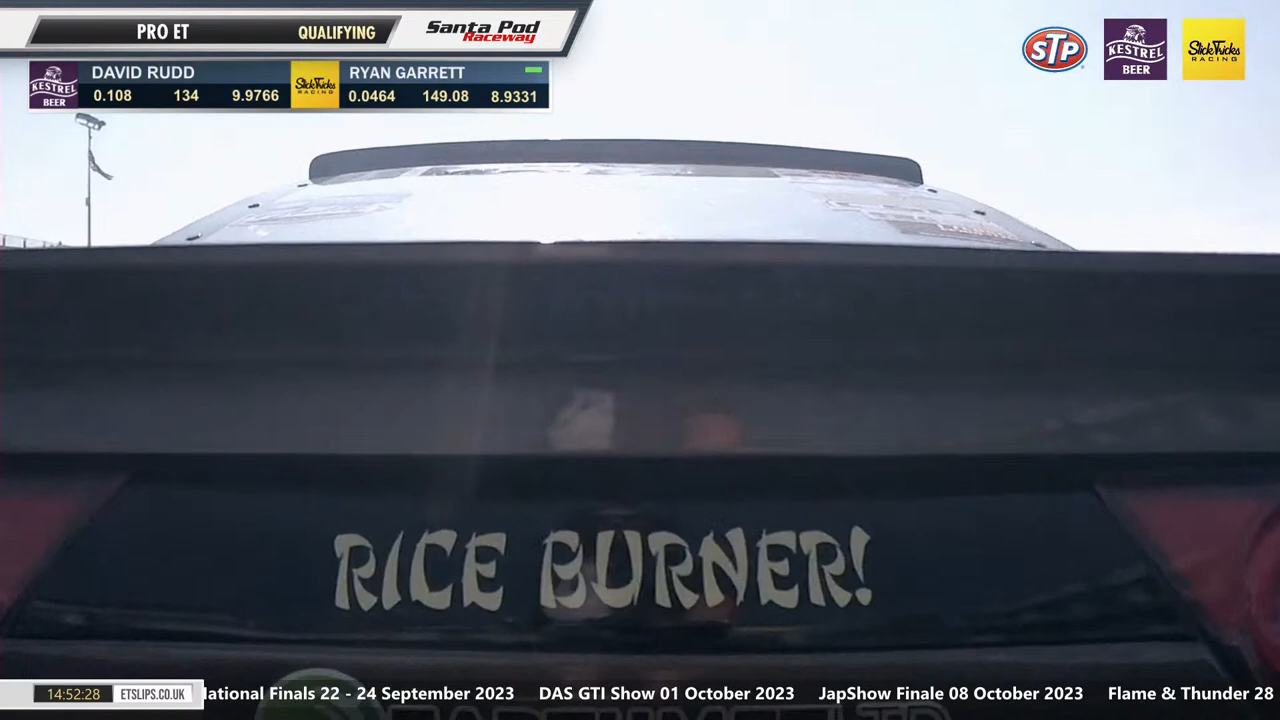 PRO ET QUALIFYING Santa Pod Raceway
STP KESTREL BEER Slick Tricks RACING
KESTREL BEER DAVID RUDD 0.108 134 9.9766
Slick Tricks RACING RYAN GARRETT 0.0464 149.08 8.9331
RICE BURNER!
14:52:28 ETSLIPS.CO.UK National Finals 22 - 24 September 2023 DAS GTI Show 01 October 2023 JapShow Finale 08 October 2023 Flame & Thunder 28